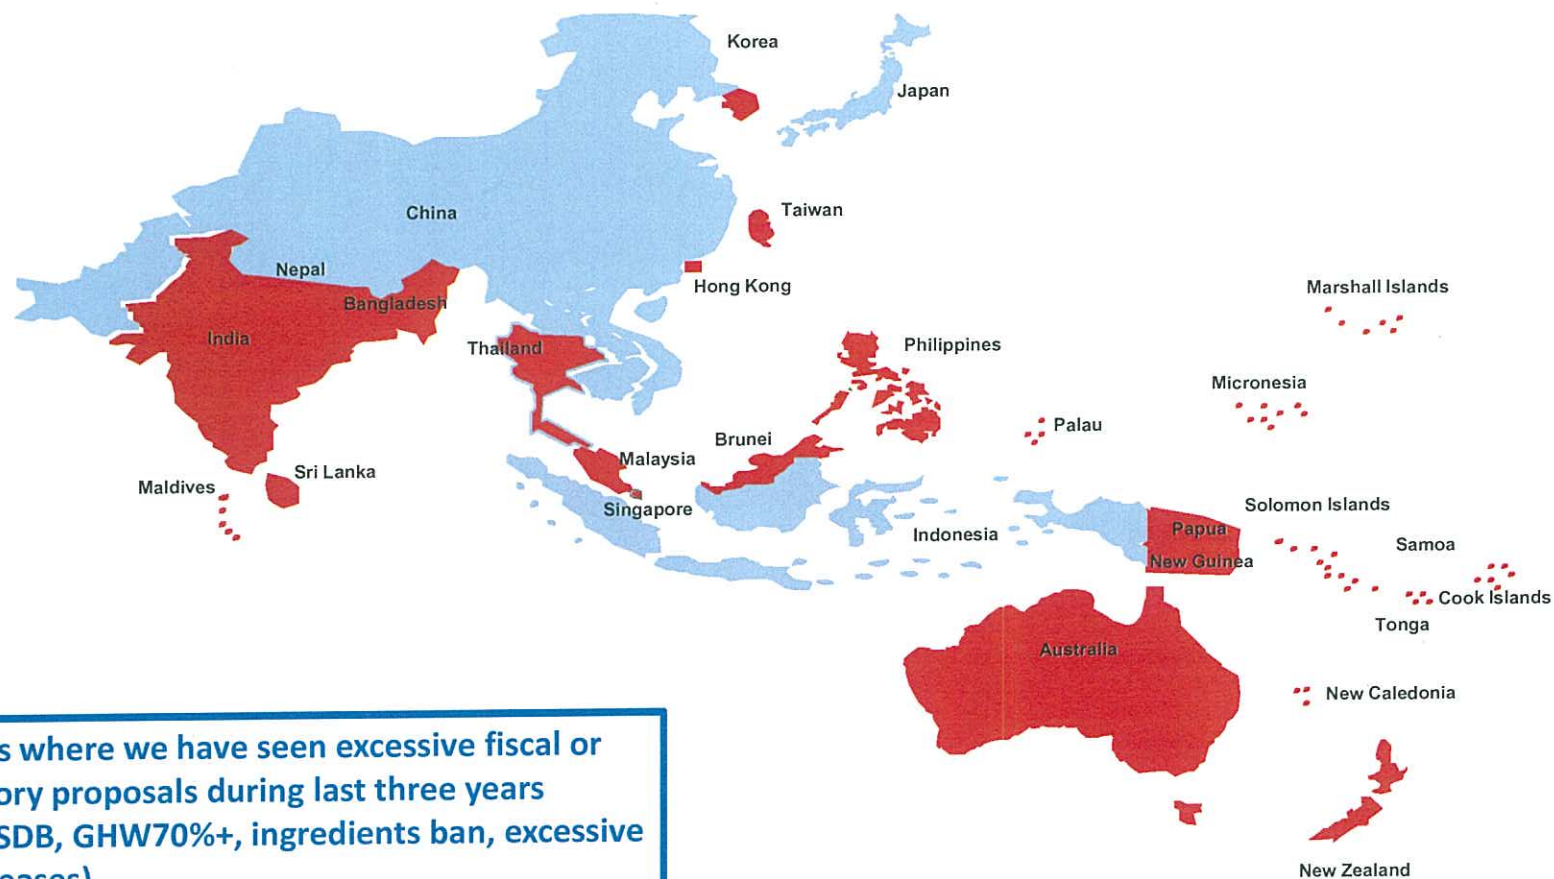 Korea
Japan
China
Taiwan
Nepal
Hong Kong
Bangladesh
Marshall Islands
India
Thailand
Philippines
Micronesia
Palau
Brunei
Malaysia
Sri Lanka
Maldives
Singapore
Solomon Islands
Indonesia
Papua
New Guinea
Samoa
Cook Islands
Tonga
Australia
New Caledonia
s where we have seen excessive fiscal or
ory proposals during last three years
SDB, GHW70%+, ingredients ban, excessive
eases)
New Zealand